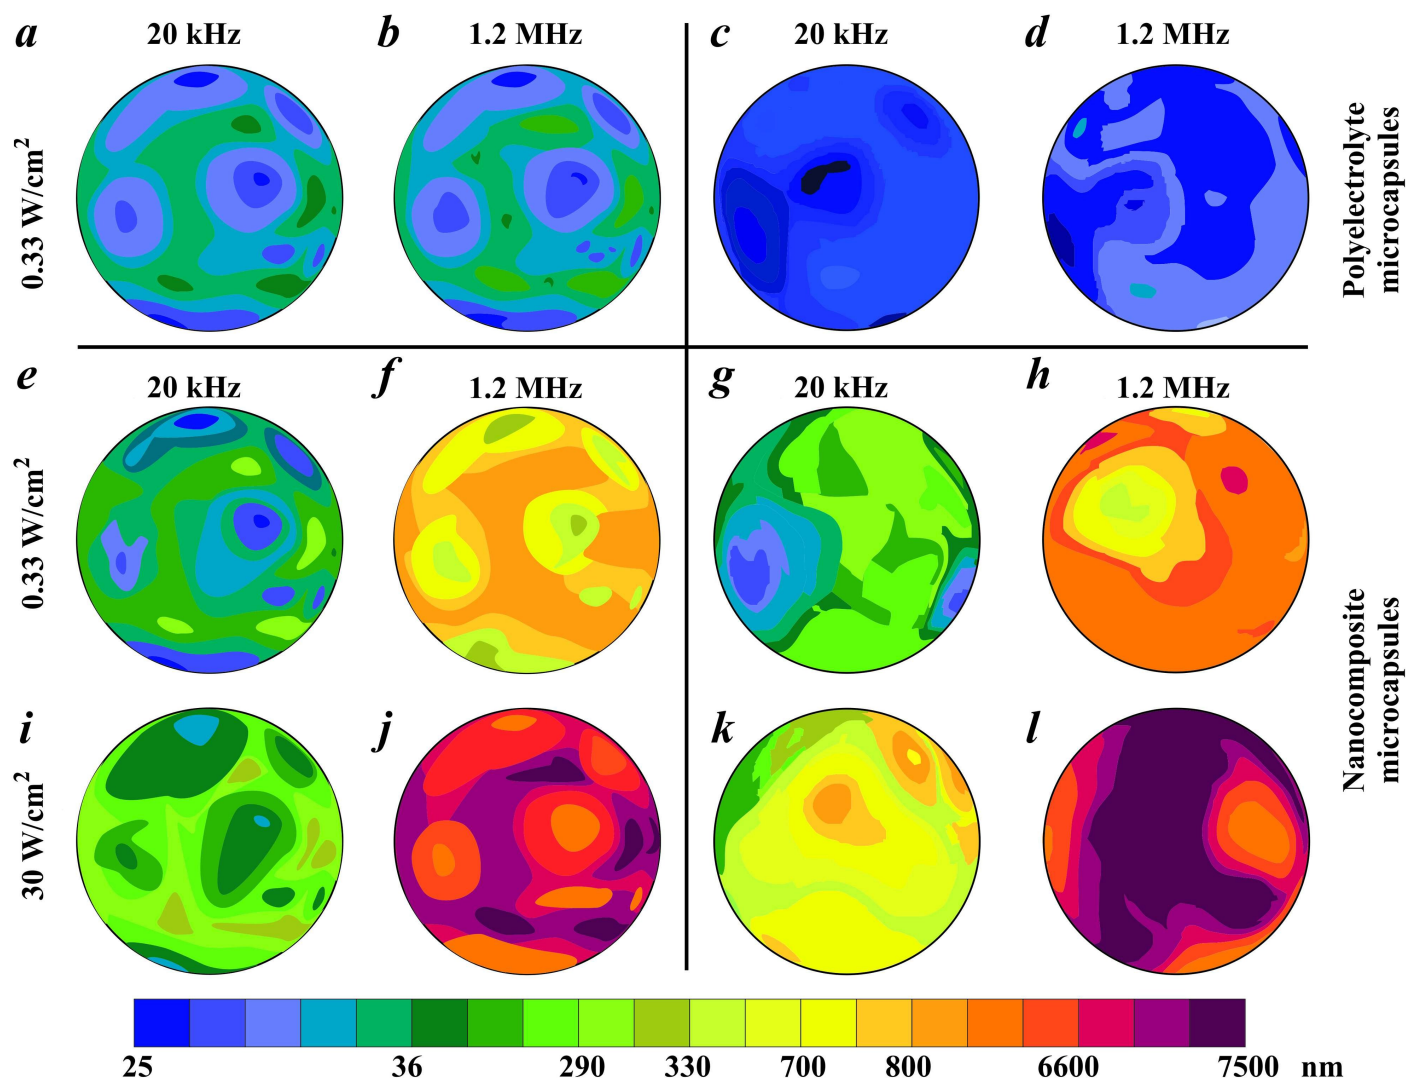 a 20 kHz b 1.2 MHz c 20 kHz d 1.2 MHz
0.33 W/cm²
Polyelectrolyte
microcapsules
e 20 kHz f 1.2 MHz g 20 kHz h 1.2 MHz
0.33 W/cm²
Nanocomposite
microcapsules
i j k l
30 W/cm²
25 36 290 330 700 800 6600 7500 nm